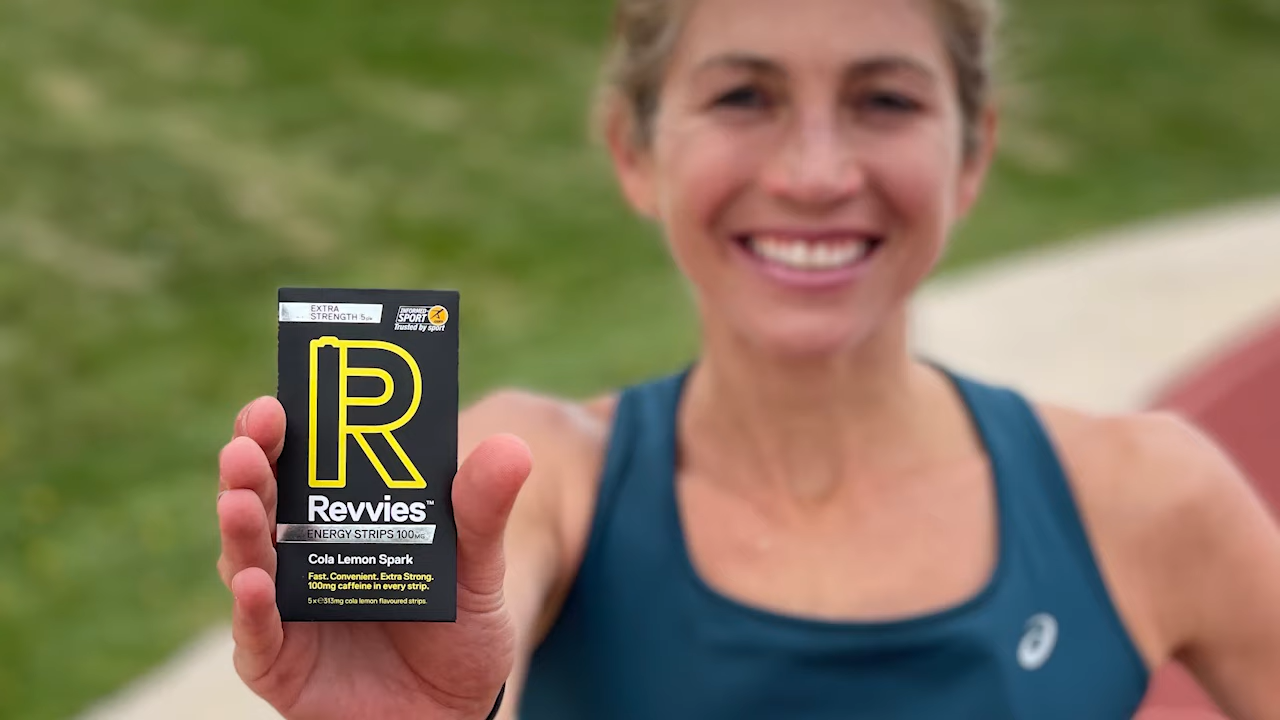 EXTRA
STRENGTH 5pk
INFORMED
SPORT
Trusted by sport
R
Revvies™
ENERGY STRIPS 100MG
Cola Lemon Spark
Fast. Convenient. Extra Strong.
100mg caffeine in every strip.
5x℮313mg cola lemon flavoured strips.